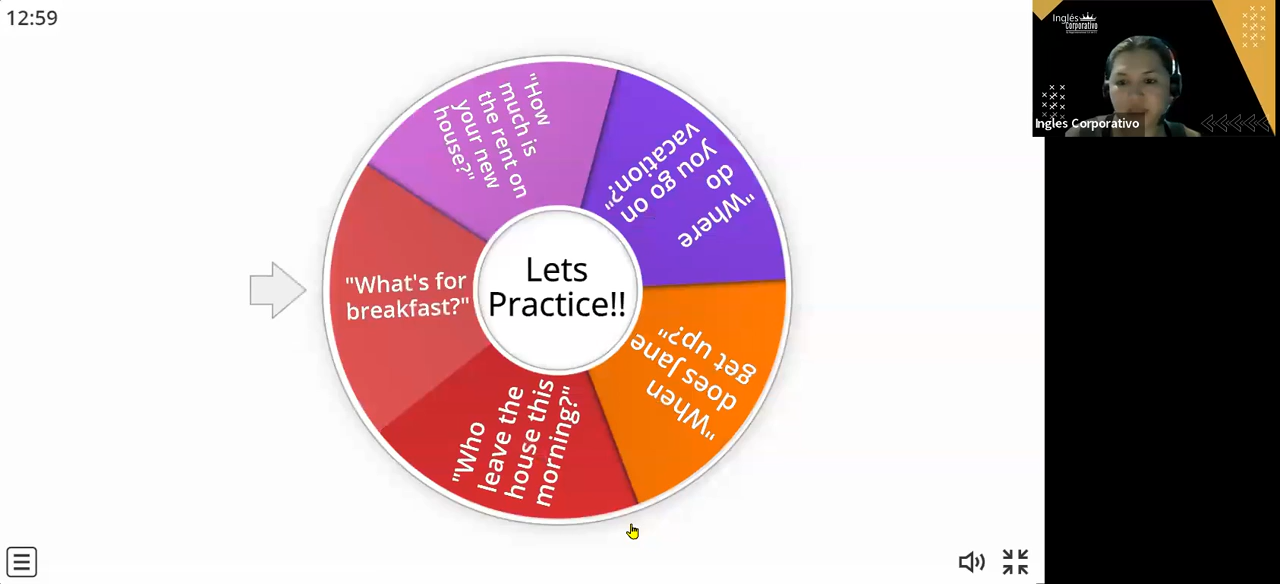 12:59
"How
much is
the rent on
your new
house?"
"Where
do
you go on
vacation?"
"What's for
breakfast?"
Lets
Practice!!
"When
does Jane
get up?"
"Who
leave the
house this
morning?"
Inglés
Corporativo
Ingles Corporativo